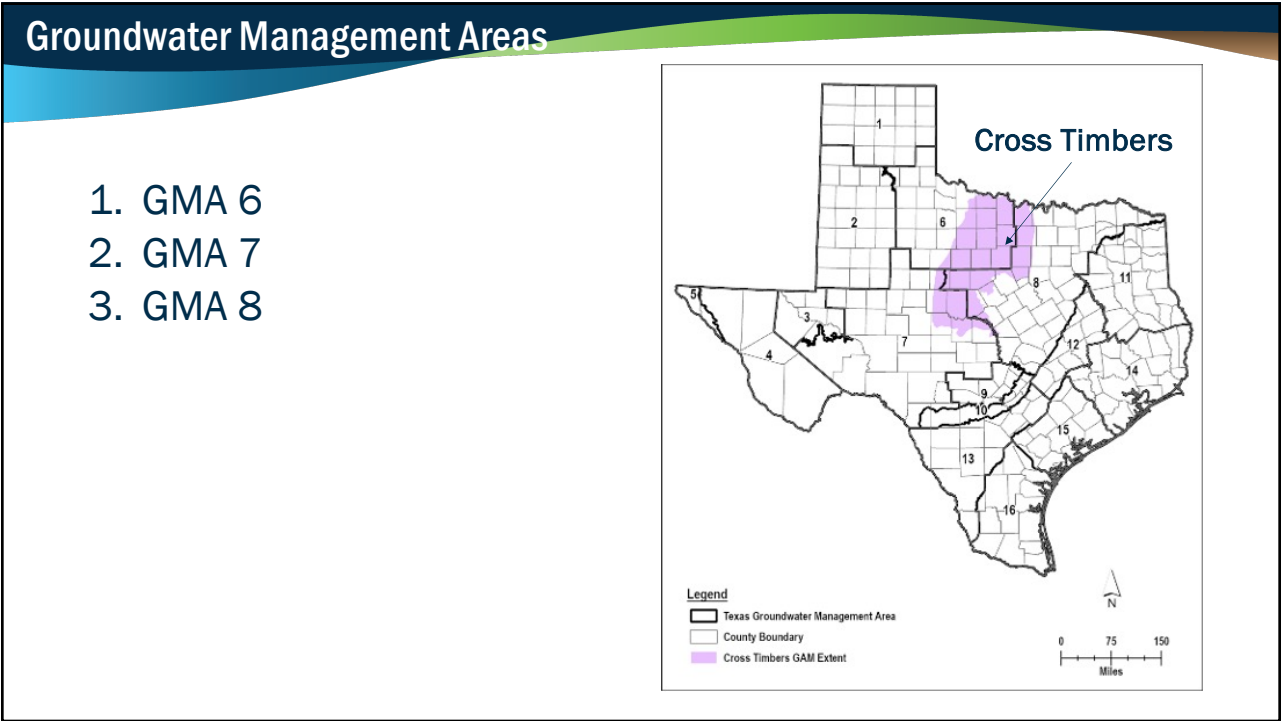 Groundwater Management Areas
1. GMA 6
2. GMA 7
3. GMA 8
Cross Timbers
1
2
6
8
11
5
3
7
4
12
14
9
10
15
13
16
Legend
Texas Groundwater Management Area
County Boundary
Cross Timbers GAM Extent
N
0 75 150
Miles